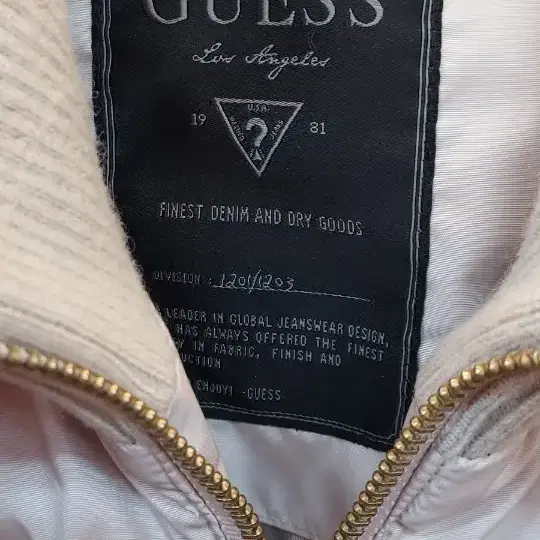 GUESS
Los Angeles
U.S.A.
19 ? 81
FINEST DENIM AND DRY GOODS
DIVISION : 1201/1203
LEADER IN GLOBAL JEANSWEAR DESIGN,
HAS ALWAYS OFFERED THE FINEST
IN FABRIC, FINISH AND
ENJOY! -GUESS